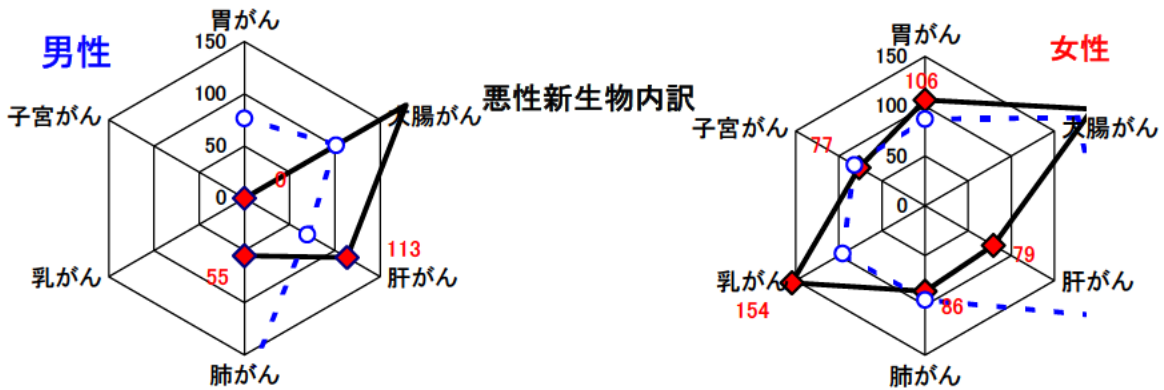 男性
胃がん
150
100
50
0
0
子宮がん
大腸がん
113
55
乳がん
肝がん
肺がん
悪性新生物内訳
女性
胃がん
150
106
100
50
0
子宮がん
大腸がん
77
79
乳がん
肝がん
154
86
肺がん